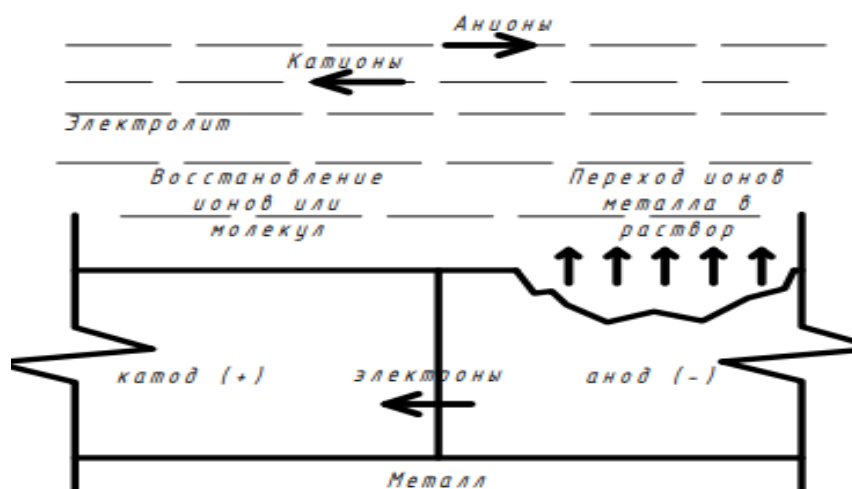 Анионы
Катионы
Электролит
Восстановление
ионов или
молекул
Переход ионов
металла в
раствор
катод (+)
электроны
анод (-)
Металл